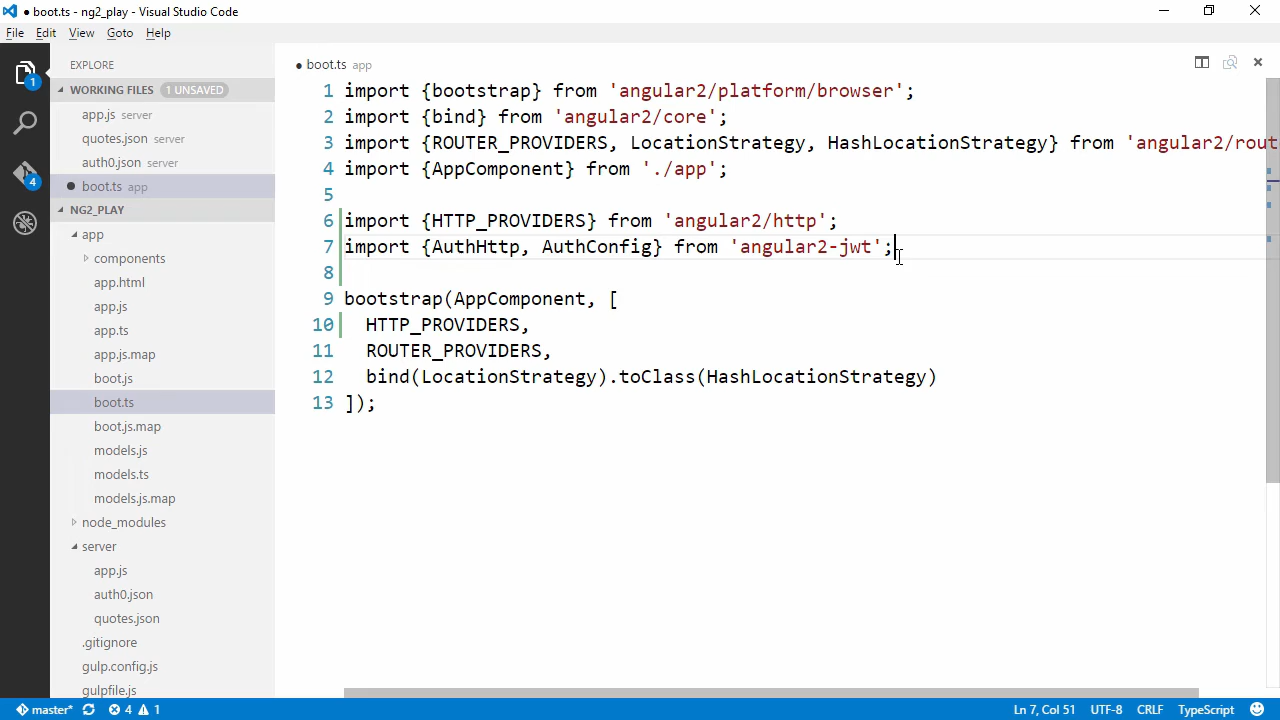 ● boot.ts - ng2_play - Visual Studio Code
File Edit View Goto Help
EXPLORE
WORKING FILES 1 UNSAVED
app.js server
quotes.json server
auth0.json server
● boot.ts app
NG2_PLAY
app
components
app.html
app.js
app.ts
app.js.map
boot.js
boot.ts
boot.js.map
models.js
models.ts
models.js.map
node_modules
server
app.js
auth0.json
quotes.json
.gitignore
gulp.config.js
gulpfile.js
1
4
● boot.ts app
1 import {bootstrap} from 'angular2/platform/browser';
2 import {bind} from 'angular2/core';
3 import {ROUTER_PROVIDERS, LocationStrategy, HashLocationStrategy} from 'angular2/rout
4 import {AppComponent} from './app';
5
6 import {HTTP_PROVIDERS} from 'angular2/http';
7 import {AuthHttp, AuthConfig} from 'angular2-jwt';
8
9 bootstrap(AppComponent, [
10 HTTP_PROVIDERS,
11 ROUTER_PROVIDERS,
12 bind(LocationStrategy).toClass(HashLocationStrategy)
13 ]);
master* 4 1 Ln 7, Col 51 UTF-8 CRLF TypeScript